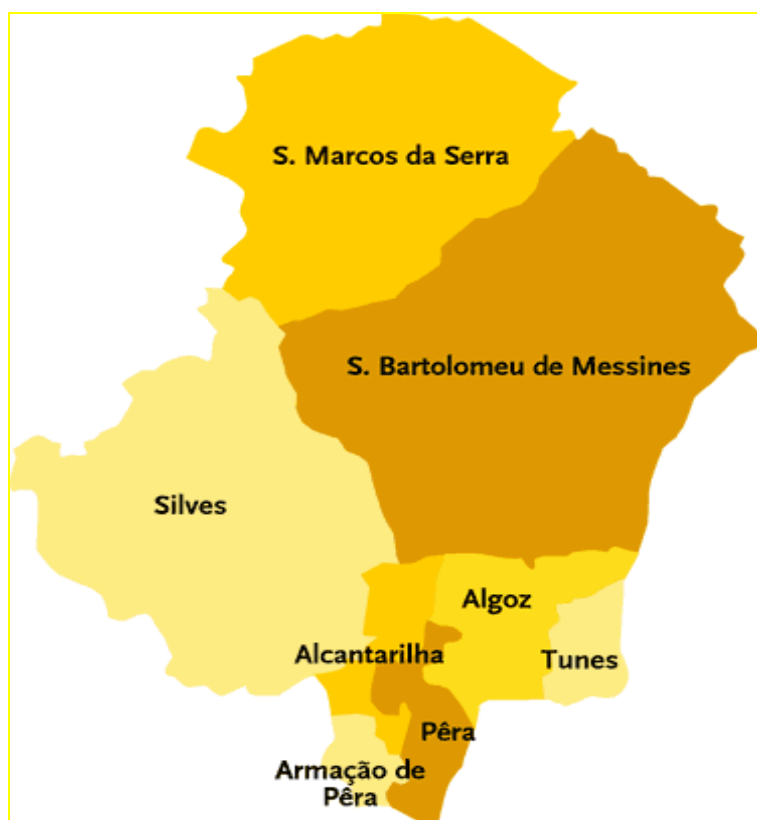 S. Marcos da Serra
S. Bartolomeu de Messines
Silves
Algoz
Alcantarilha
Tunes
Pêra
Armação de
Pêra